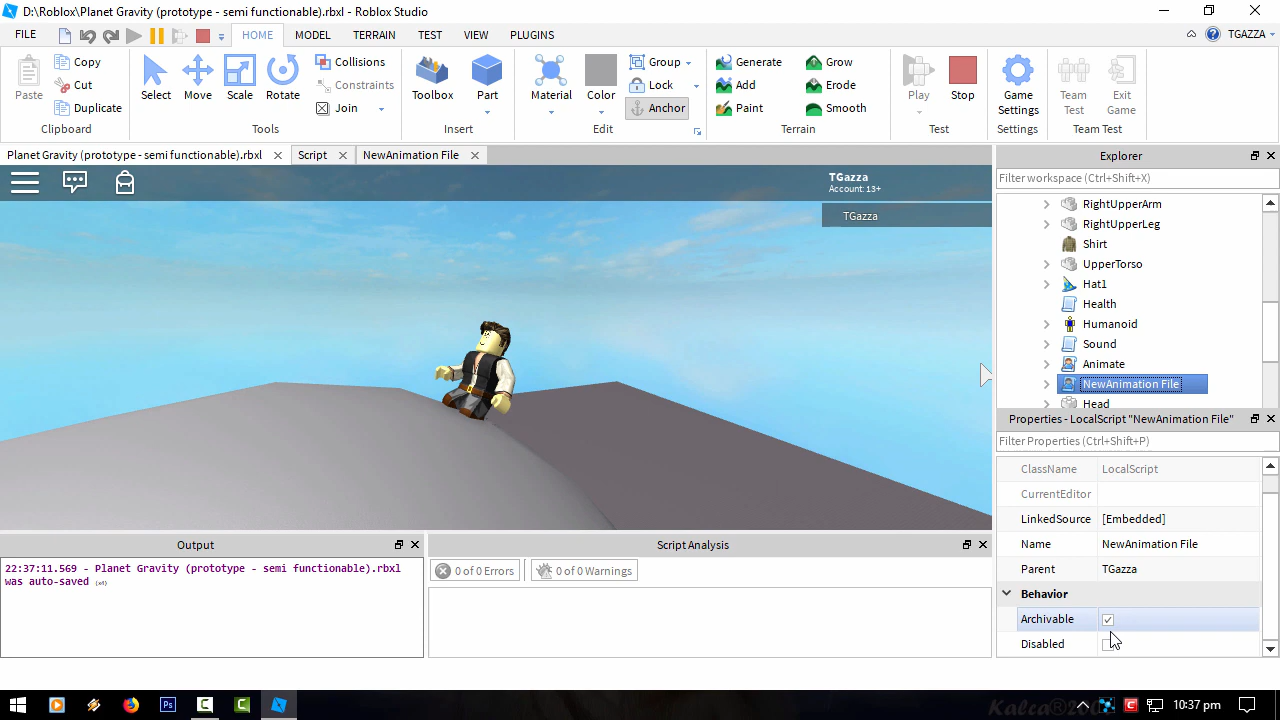 D:\Roblox\Planet Gravity (prototype - semi functionable).rbxl - Roblox Studio
FILE HOME MODEL TERRAIN TEST VIEW PLUGINS TGAZZA
Paste Copy Cut Duplicate
Select Move Scale Rotate Collisions Constraints Join
Toolbox Part
Material Color Group Lock Anchor
Generate Add Paint Grow Erode Smooth
Play Stop Game Settings Team Test Exit Game
Clipboard Tools Insert Edit Terrain Test Settings Team Test
Planet Gravity (prototype - semi functionable).rbxl Script NewAnimation File
TGazza
Account: 13+
TGazza
Explorer
Filter workspace (Ctrl+Shift+X)
RightUpperArm
RightUpperLeg
Shirt
UpperTorso
Hat1
Health
Humanoid
Sound
Animate
NewAnimation File
Head
Properties - LocalScript "NewAnimation File"
Filter Properties (Ctrl+Shift+P)
ClassName LocalScript
CurrentEditor
LinkedSource [Embedded]
Name NewAnimation File
Parent TGazza
Behavior
Archivable
Disabled
Output
22:37:11.569 - Planet Gravity (prototype - semi functionable).rbxl
was auto-saved (x4)
Script Analysis
0 of 0 Errors 0 of 0 Warnings
Ps
10:37 pm